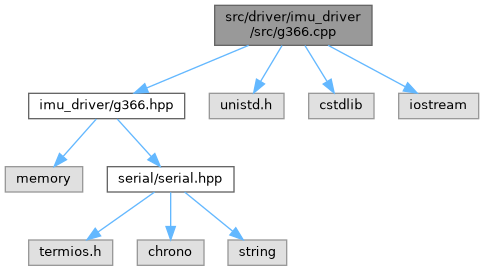 src/driver/imu_driver
/src/g366.cpp
imu_driver/g366.hpp
unistd.h
cstdlib
iostream
memory
serial/serial.hpp
termios.h
chrono
string